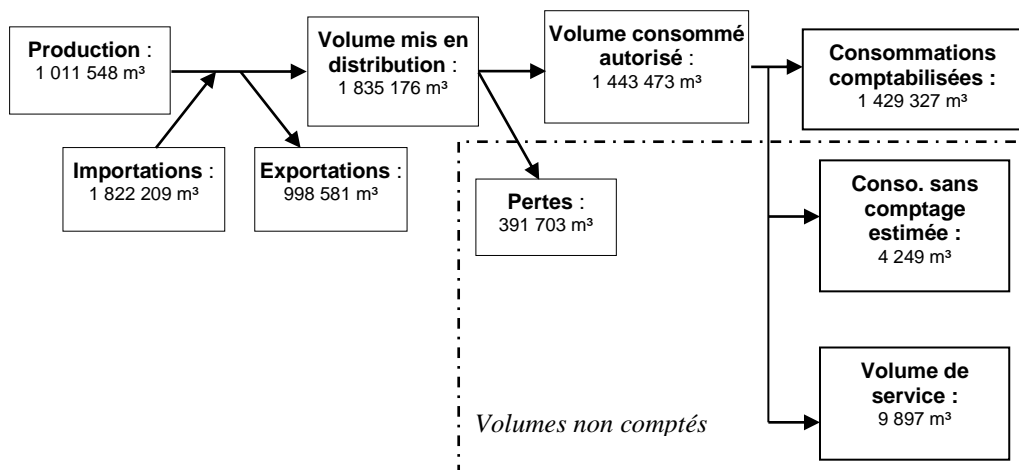 Production :
1 011 548 m³
Volume mis en
distribution :
1 835 176 m³
Volume consommé
autorisé :
1 443 473 m³
Consommations
comptabilisées :
1 429 327 m³
Importations :
1 822 209 m³
Exportations :
998 581 m³
Pertes :
391 703 m³
Conso. sans
comptage
estimée :
4 249 m³
Volume de
service :
9 897 m³
Volumes non comptés